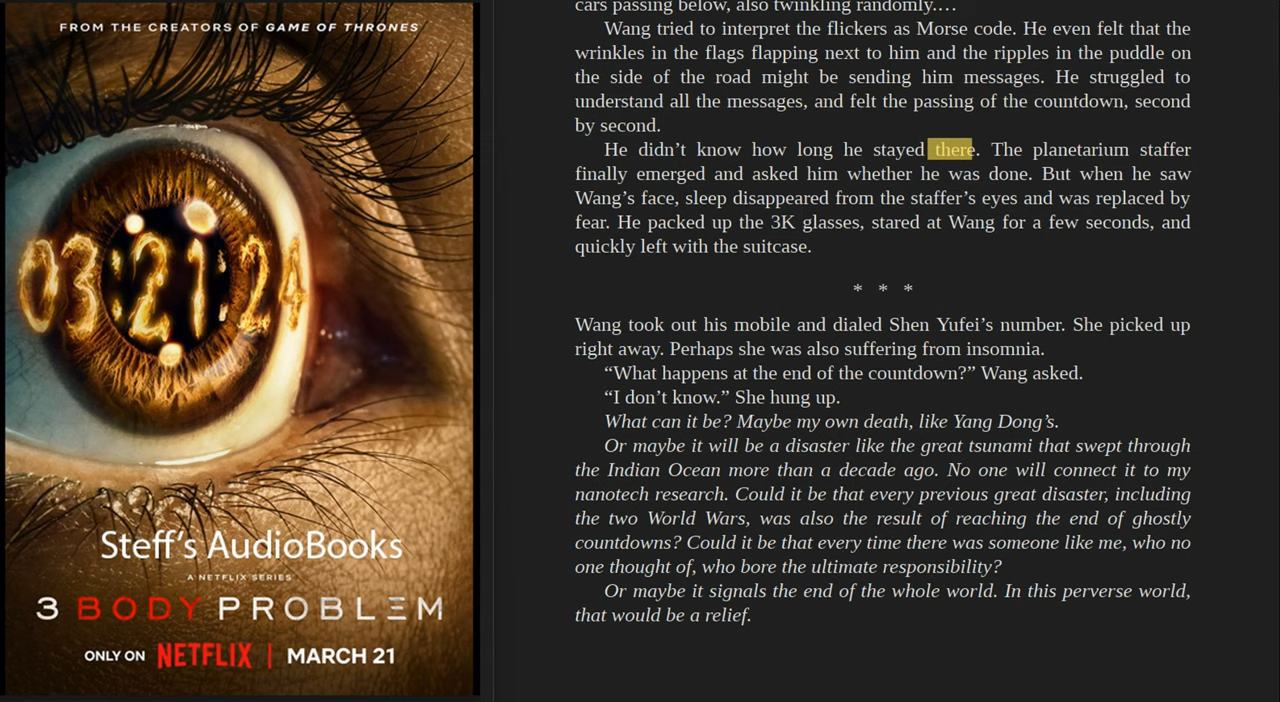 FROM THE CREATORS OF GAME OF THRONES
03:21:24
Steff's AudioBooks
A NETFLIX SERIES
3 BODY PROBLEM
ONLY ON NETFLIX | MARCH 21
cars passing below, also twinkling randomly.…
Wang tried to interpret the flickers as Morse code. He even felt that the
wrinkles in the flags flapping next to him and the ripples in the puddle on
the side of the road might be sending him messages. He struggled to
understand all the messages, and felt the passing of the countdown, second
by second.
He didn’t know how long he stayed there. The planetarium staffer
finally emerged and asked him whether he was done. But when he saw
Wang’s face, sleep disappeared from the staffer’s eyes and was replaced by
fear. He packed up the 3K glasses, stared at Wang for a few seconds, and
quickly left with the suitcase.
* * *
Wang took out his mobile and dialed Shen Yufei’s number. She picked up
right away. Perhaps she was also suffering from insomnia.
“What happens at the end of the countdown?” Wang asked.
“I don’t know.” She hung up.
What can it be? Maybe my own death, like Yang Dong’s.
Or maybe it will be a disaster like the great tsunami that swept through
the Indian Ocean more than a decade ago. No one will connect it to my
nanotech research. Could it be that every previous great disaster, including
the two World Wars, was also the result of reaching the end of ghostly
countdowns? Could it be that every time there was someone like me, who no
one thought of, who bore the ultimate responsibility?
Or maybe it signals the end of the whole world. In this perverse world,
that would be a relief.